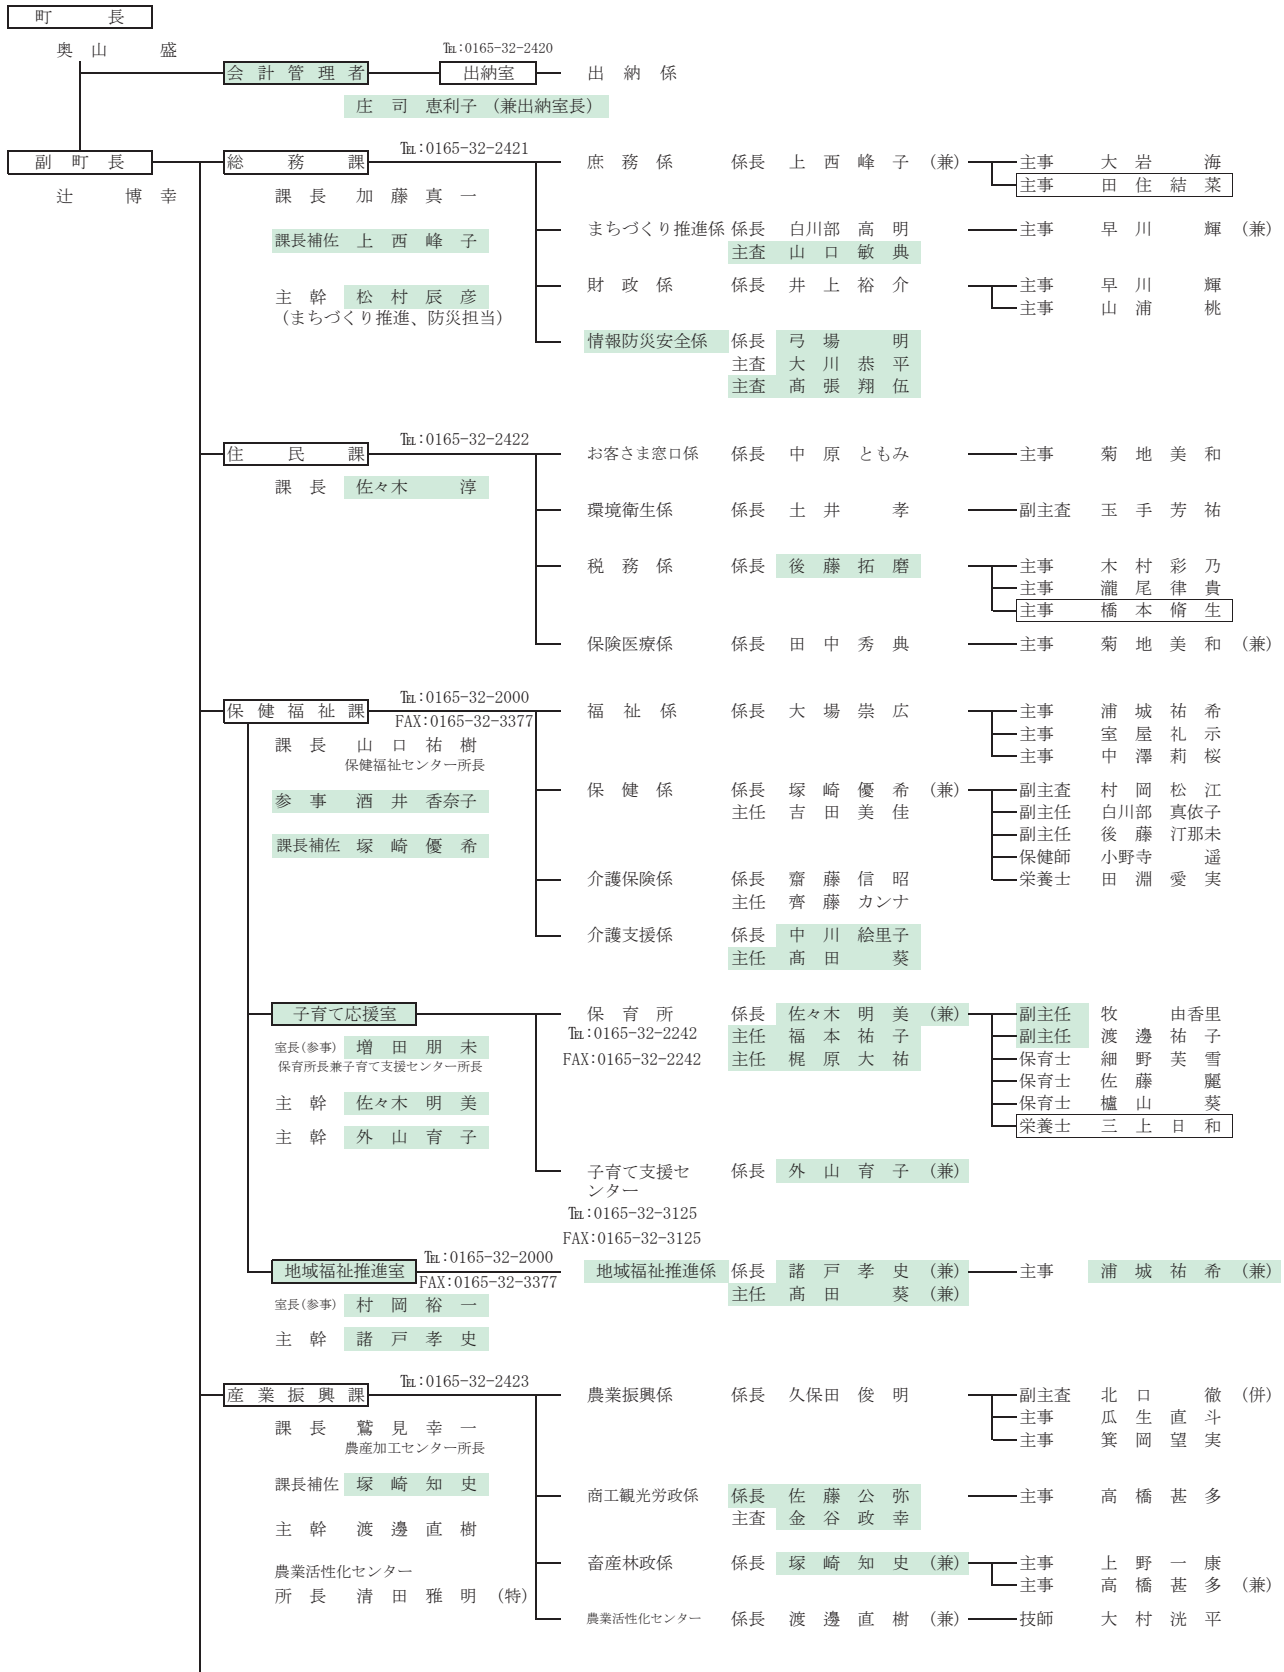 町長
奥山 盛
℡:0165-32-2420
会計管理者 出納室 出納係
庄司 恵利子 (兼出納室長)
℡:0165-32-2421
副町長 総務課 庶務係 係長 上西峰子 (兼) 主事 大岩 海
主事 田住結菜
辻 博幸 課長 加藤真一
まちづくり推進係 係長 白川部高明 主事 早川 輝 (兼)
課長補佐 上西峰子 主査 山口敏典
財政係 係長 井上裕介 主事 早川 輝
主幹 松村辰彦 主事 山浦 桃
(まちづくり推進、防災担当)
情報防災安全係 係長 弓場 明
主査 大川恭平
主査 髙張翔伍
℡:0165-32-2422
住民課 お客さま窓口係 係長 中原ともみ 主事 菊地美和
課長 佐々木 淳
環境衛生係 係長 土井 孝 副主査 玉手芳祐
税務係 係長 後藤拓磨 主事 木村彩乃
主事 瀧尾律貴
主事 橋本脩生
保険医療係 係長 田中秀典 主事 菊地美和 (兼)
℡:0165-32-2000
保健福祉課 福祉係 係長 大場崇広 主事 浦城祐希
FAX:0165-32-3377
主事 室屋礼示
課長 山口祐樹 主事 中澤莉桜
保健福祉センター所長
保健係 係長 塚崎優希 (兼) 副主査 村岡松江
参事 酒井香奈子 主任 吉田美佳 副主任 白川部真依子
副主任 後藤汀那未
課長補佐 塚崎優希 保健師 小野寺 遥
介護保険係 係長 齋藤信昭 栄養士 田淵愛実
主任 齊藤カンナ
介護支援係 係長 中川絵里子
主任 髙田 葵
子育て応援室 保育所 係長 佐々木明美 (兼) 副主任 牧 由香里
℡:0165-32-2242 主任 福本祐子 副主任 渡邊祐子
室長(参事) 増田朋未
FAX:0165-32-2242 主任 梶原大祐 保育士 細野芙雪
保育所長兼子育て支援センター所長
保育士 佐藤 麗
主幹 佐々木明美 保育士 櫨山 葵
栄養士 三上日和
主幹 外山育子
子育て支援センター 係長 外山育子 (兼)
℡:0165-32-3125
FAX:0165-32-3125
℡:0165-32-2000
地域福祉推進室 地域福祉推進係 係長 諸戸孝史 (兼) 主事 浦城祐希 (兼)
FAX:0165-32-3377
主任 髙田 葵 (兼)
室長(参事) 村岡裕一
主幹 諸戸孝史
℡:0165-32-2423
産業振興課 農業振興係 係長 久保田俊明 副主査 北口 徹 (併)
主事 瓜生直斗
課長 鷲見幸一 主事 箕岡望実
農産加工センター所長
課長補佐 塚崎知史
商工観光労政係 係長 佐藤公弥 主事 高橋甚多
主査 金谷政幸
主幹 渡邊直樹
畜産林政係 係長 塚崎知史 (兼) 主事 上野一康
農業活性化センター
主事 高橋甚多 (兼)
所長 清田雅明 (特)
農業活性化センター 係長 渡邊直樹 (兼) 技師 大村洸平